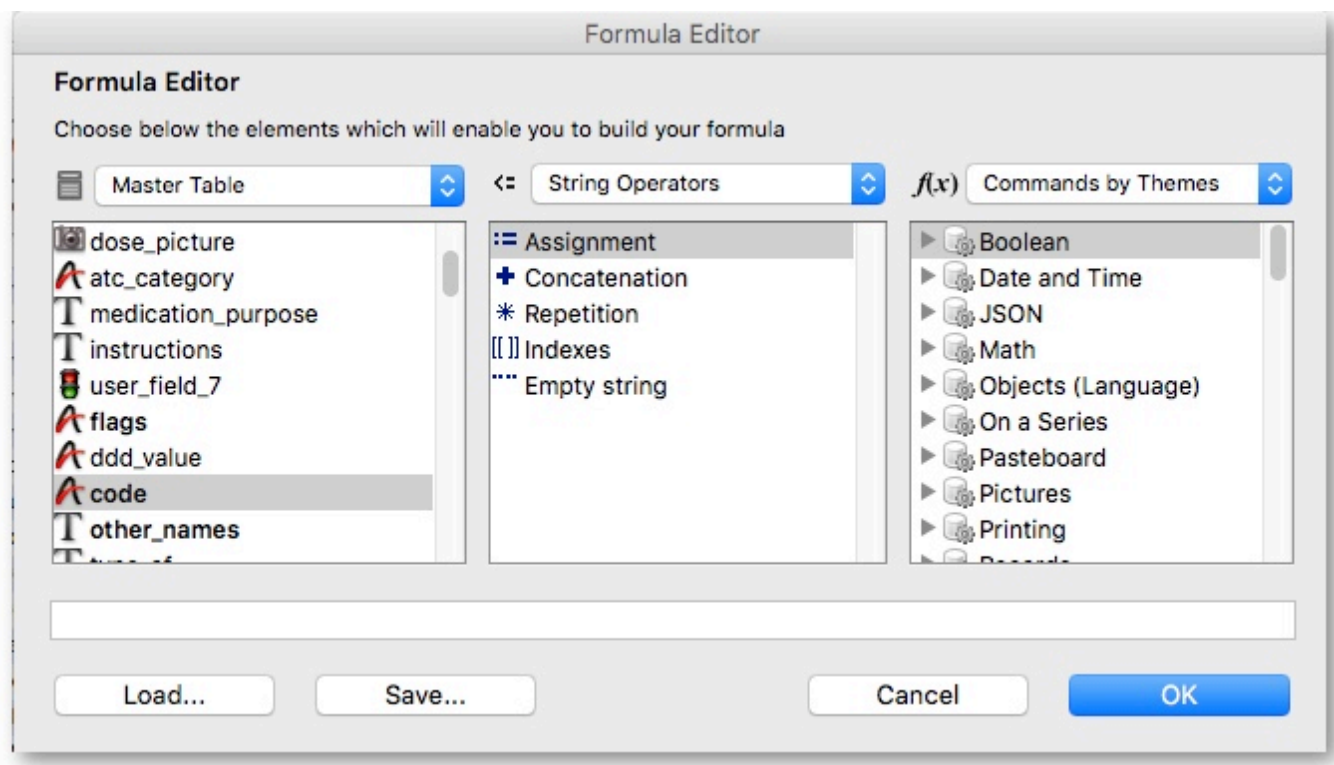 Formula Editor
Formula Editor
Choose below the elements which will enable you to build your formula
Master Table
<= String Operators
f(x) Commands by Themes
dose_picture
atc_category
medication_purpose
instructions
user_field_7
flags
ddd_value
code
other_names
:= Assignment
+ Concatenation
* Repetition
[[ ]] Indexes
"" Empty string
Boolean
Date and Time
JSON
Math
Objects (Language)
On a Series
Pasteboard
Pictures
Printing
Load...
Save...
Cancel
OK